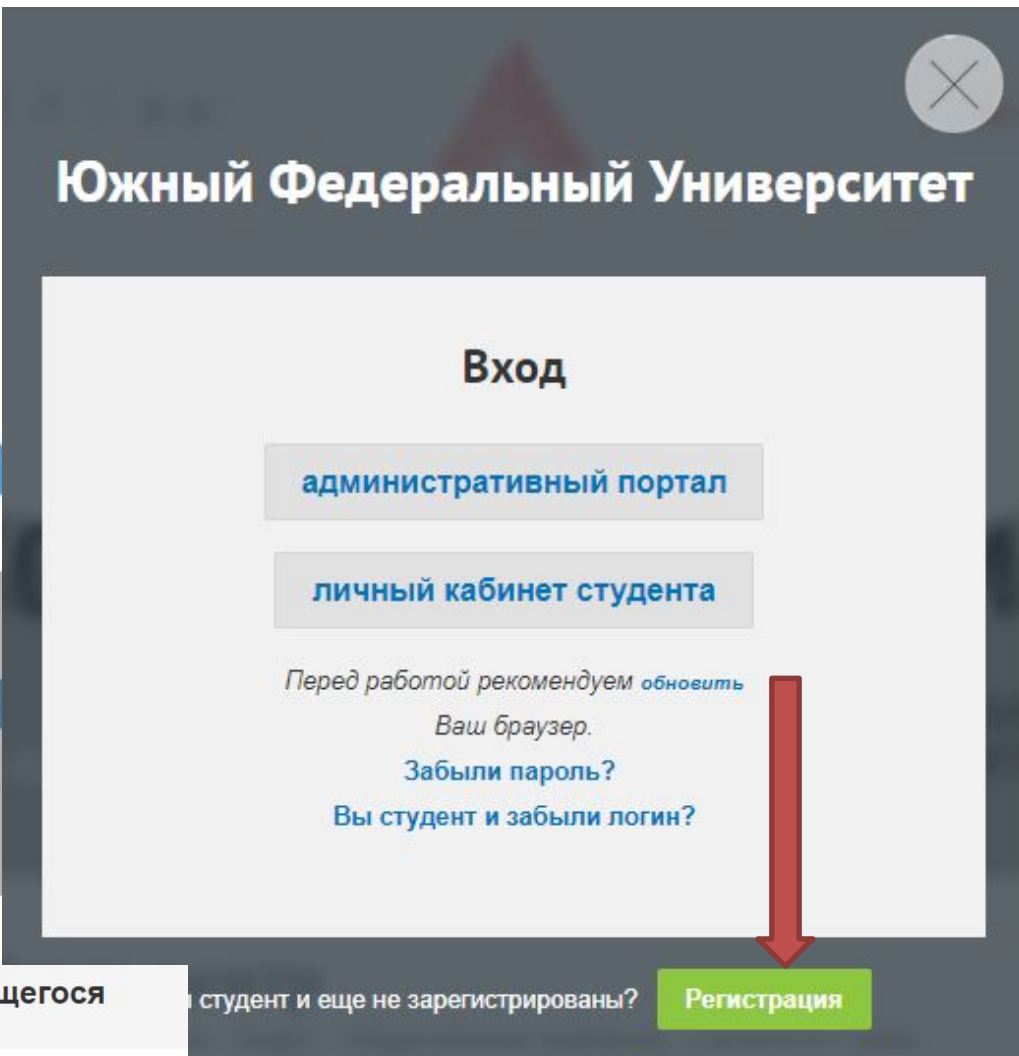 Южный Федеральный Университет
Вход
административный портал
личный кабинет студента
Перед работой рекомендуем обновить
Ваш браузер.
Забыли пароль?
Вы студент и забыли логин?
студент и еще не зарегистрированы? Регистрация
щегося